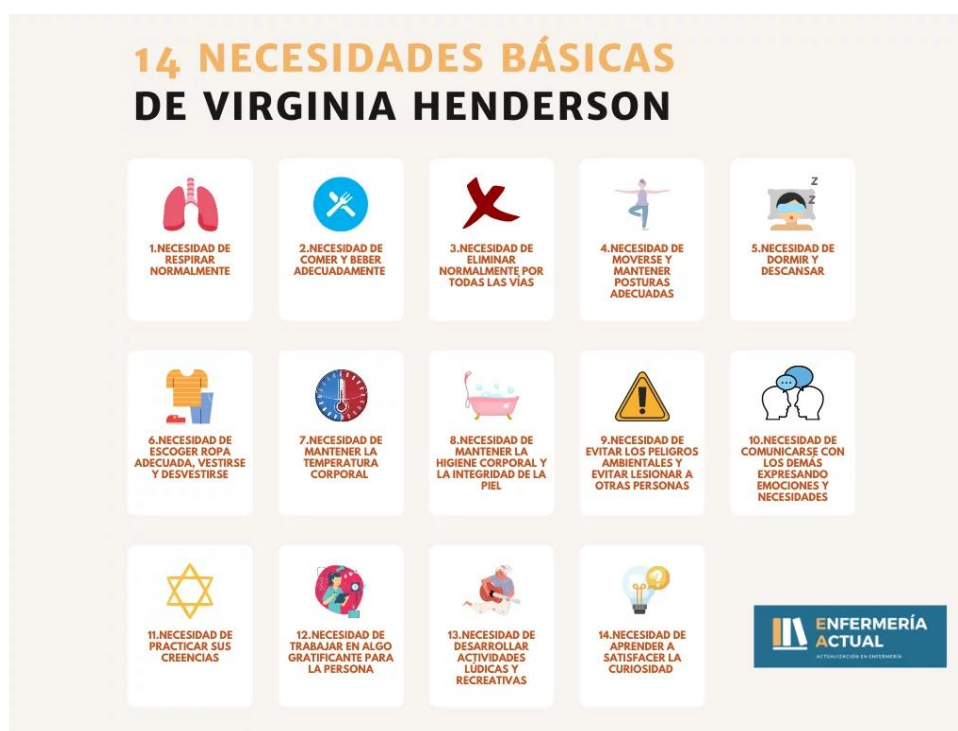 14 NECESIDADES BÁSICAS
DE VIRGINIA HENDERSON
1.NECESIDAD DE
RESPIRAR
NORMALMENTE
2.NECESIDAD DE
COMER Y BEBER
ADECUADAMENTE
3.NECESIDAD DE
ELIMINAR
NORMALMENTE POR
TODAS LAS VÍAS
4.NECESIDAD DE
MOVERSE Y
MANTENER
POSTURAS
ADECUADAS
Z
Z
5.NECESIDAD DE
DORMIR Y
DESCANSAR
6.NECESIDAD DE
ESCOGER ROPA
ADECUADA, VESTIRSE
Y DESVESTIRSE
7.NECESIDAD DE
MANTENER LA
TEMPERATURA
CORPORAL
8.NECESIDAD DE
MANTENER LA
HIGIENE CORPORAL Y
LA INTEGRIDAD DE LA
PIEL
9.NECESIDAD DE
EVITAR LOS PELIGROS
AMBIENTALES Y
EVITAR LESIONAR A
OTRAS PERSONAS
10.NECESIDAD DE
COMUNICARSE CON
LOS DEMÁS
EXPRESANDO
EMOCIONES Y
NECESIDADES
11.NECESIDAD DE
PRACTICAR SUS
CREENCIAS
12.NECESIDAD DE
TRABAJAR EN ALGO
GRATIFICANTE PARA
LA PERSONA
13.NECESIDAD DE
DESARROLLAR
ACTIVIDADES
LÚDICAS Y
RECREATIVAS
14.NECESIDAD DE
APRENDER A
SATISFACER LA
CURIOSIDAD
ENFERMERÍA
ACTUAL
ACTUALIZACIÓN EN ENFERMERÍA